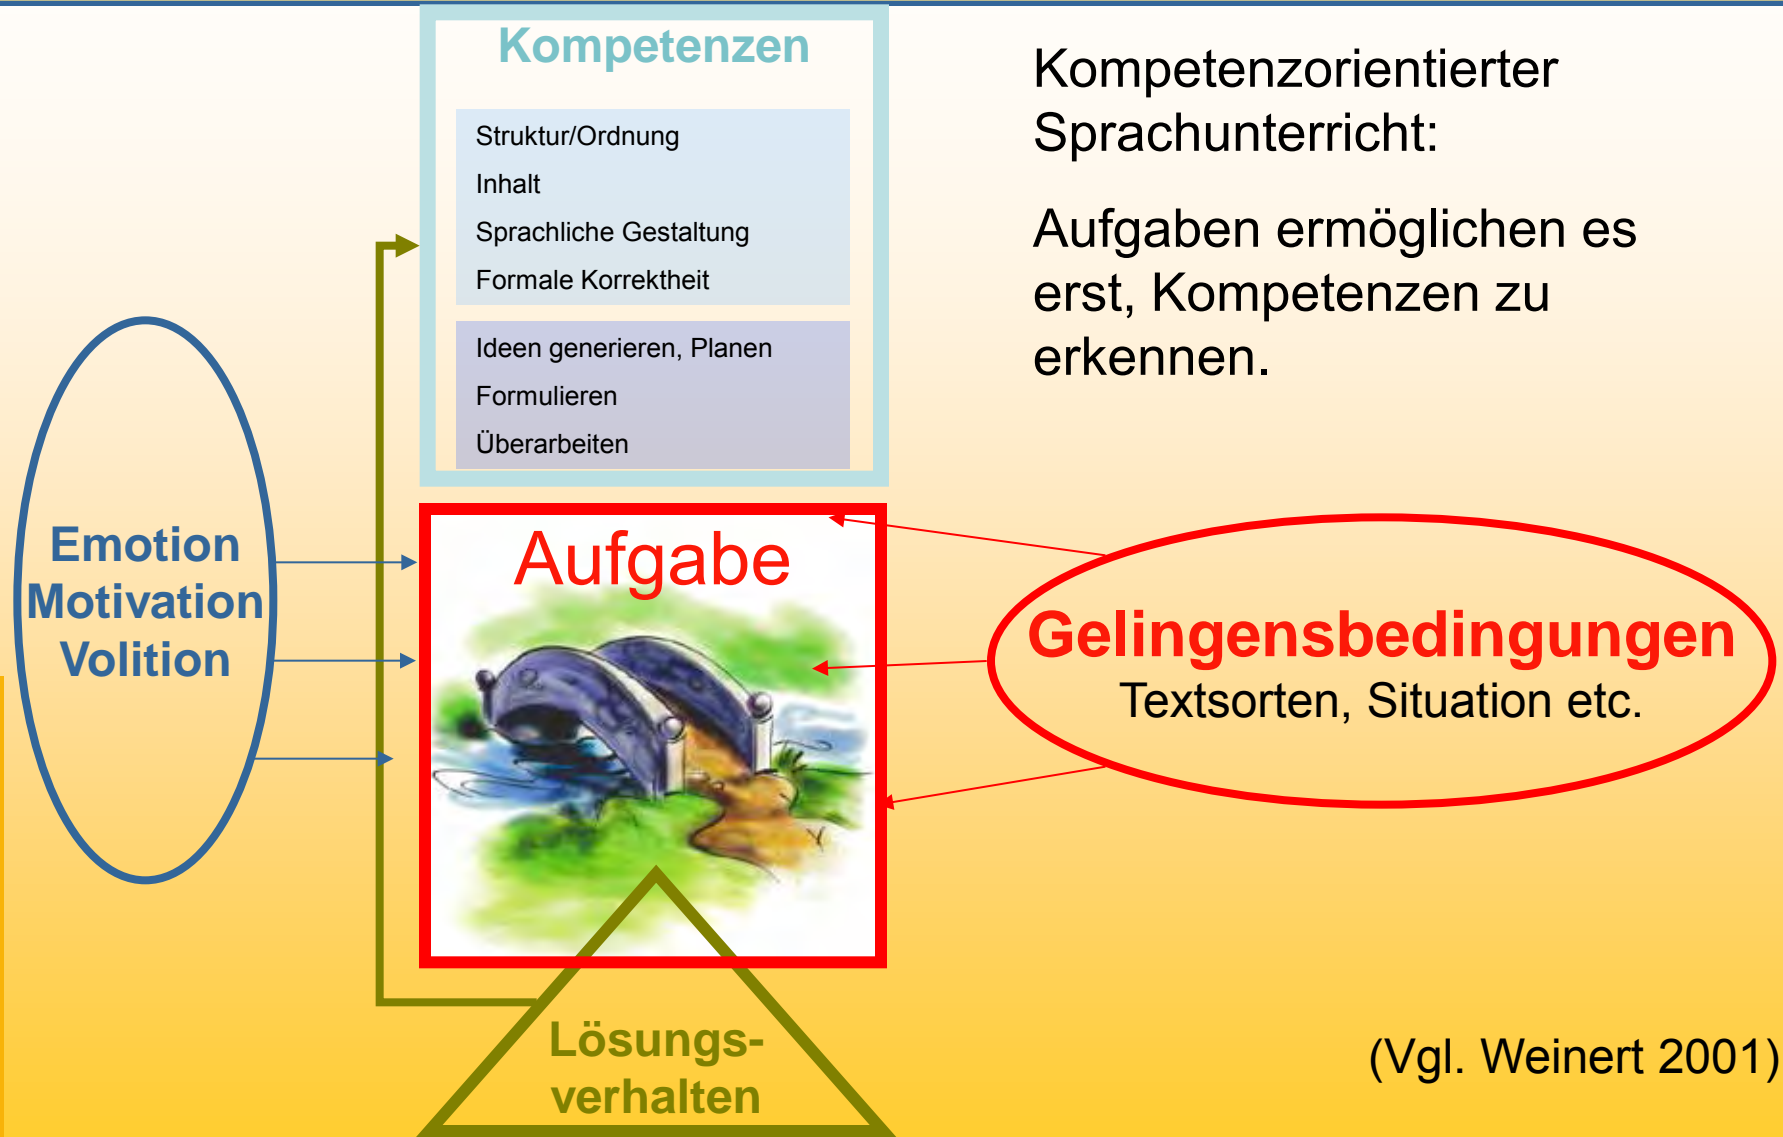 Kompetenzen
Struktur/Ordnung
Inhalt
Sprachliche Gestaltung
Formale Korrektheit
Ideen generieren, Planen
Formulieren
Überarbeiten
Kompetenzorientierter
Sprachunterricht:
Aufgaben ermöglichen es
erst, Kompetenzen zu
erkennen.
Emotion
Motivation
Volition
Aufgabe
Gelingensbedingungen
Textsorten, Situation etc.
Lösungs-
verhalten
(Vgl. Weinert 2001)